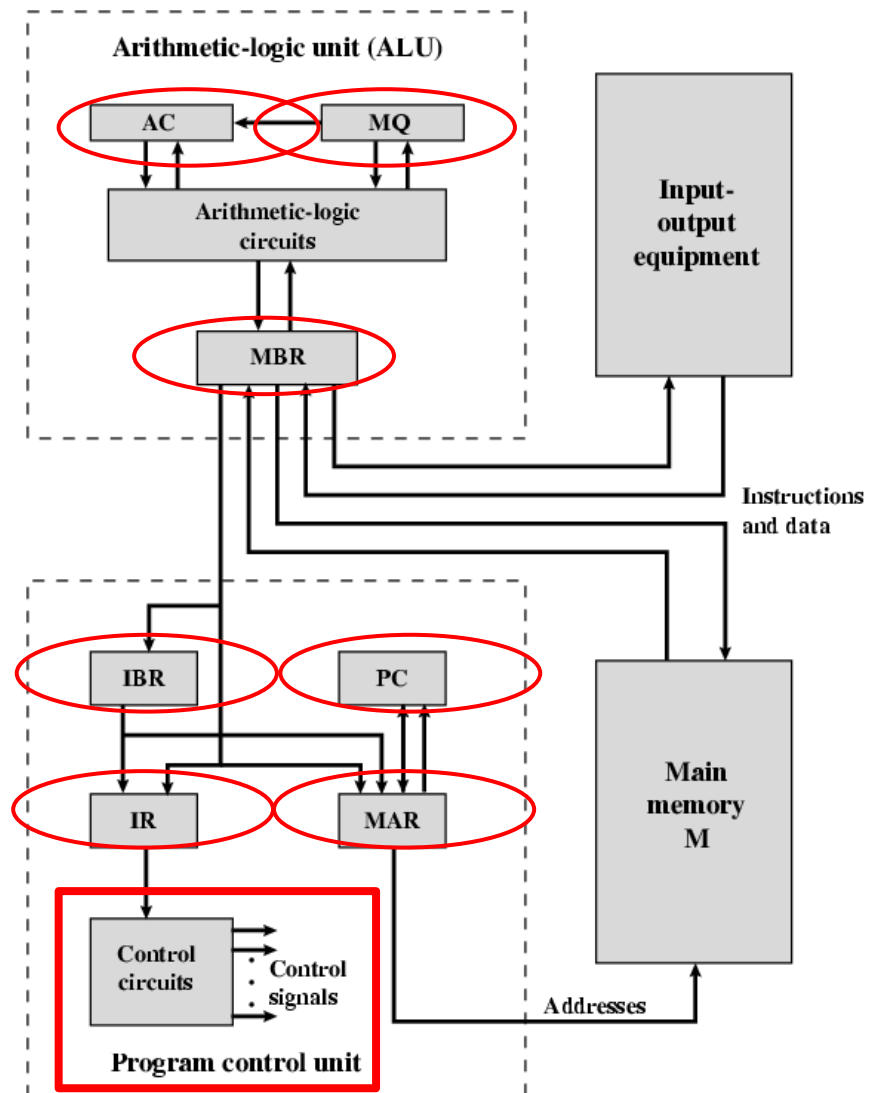 Arithmetic-logic unit (ALU)
AC
MQ
Arithmetic-logic
circuits
MBR
Input-
output
equipment
Instructions
and data
IBR
PC
IR
MAR
Main
memory
M
Control
circuits
Control
signals
Addresses
Program control unit